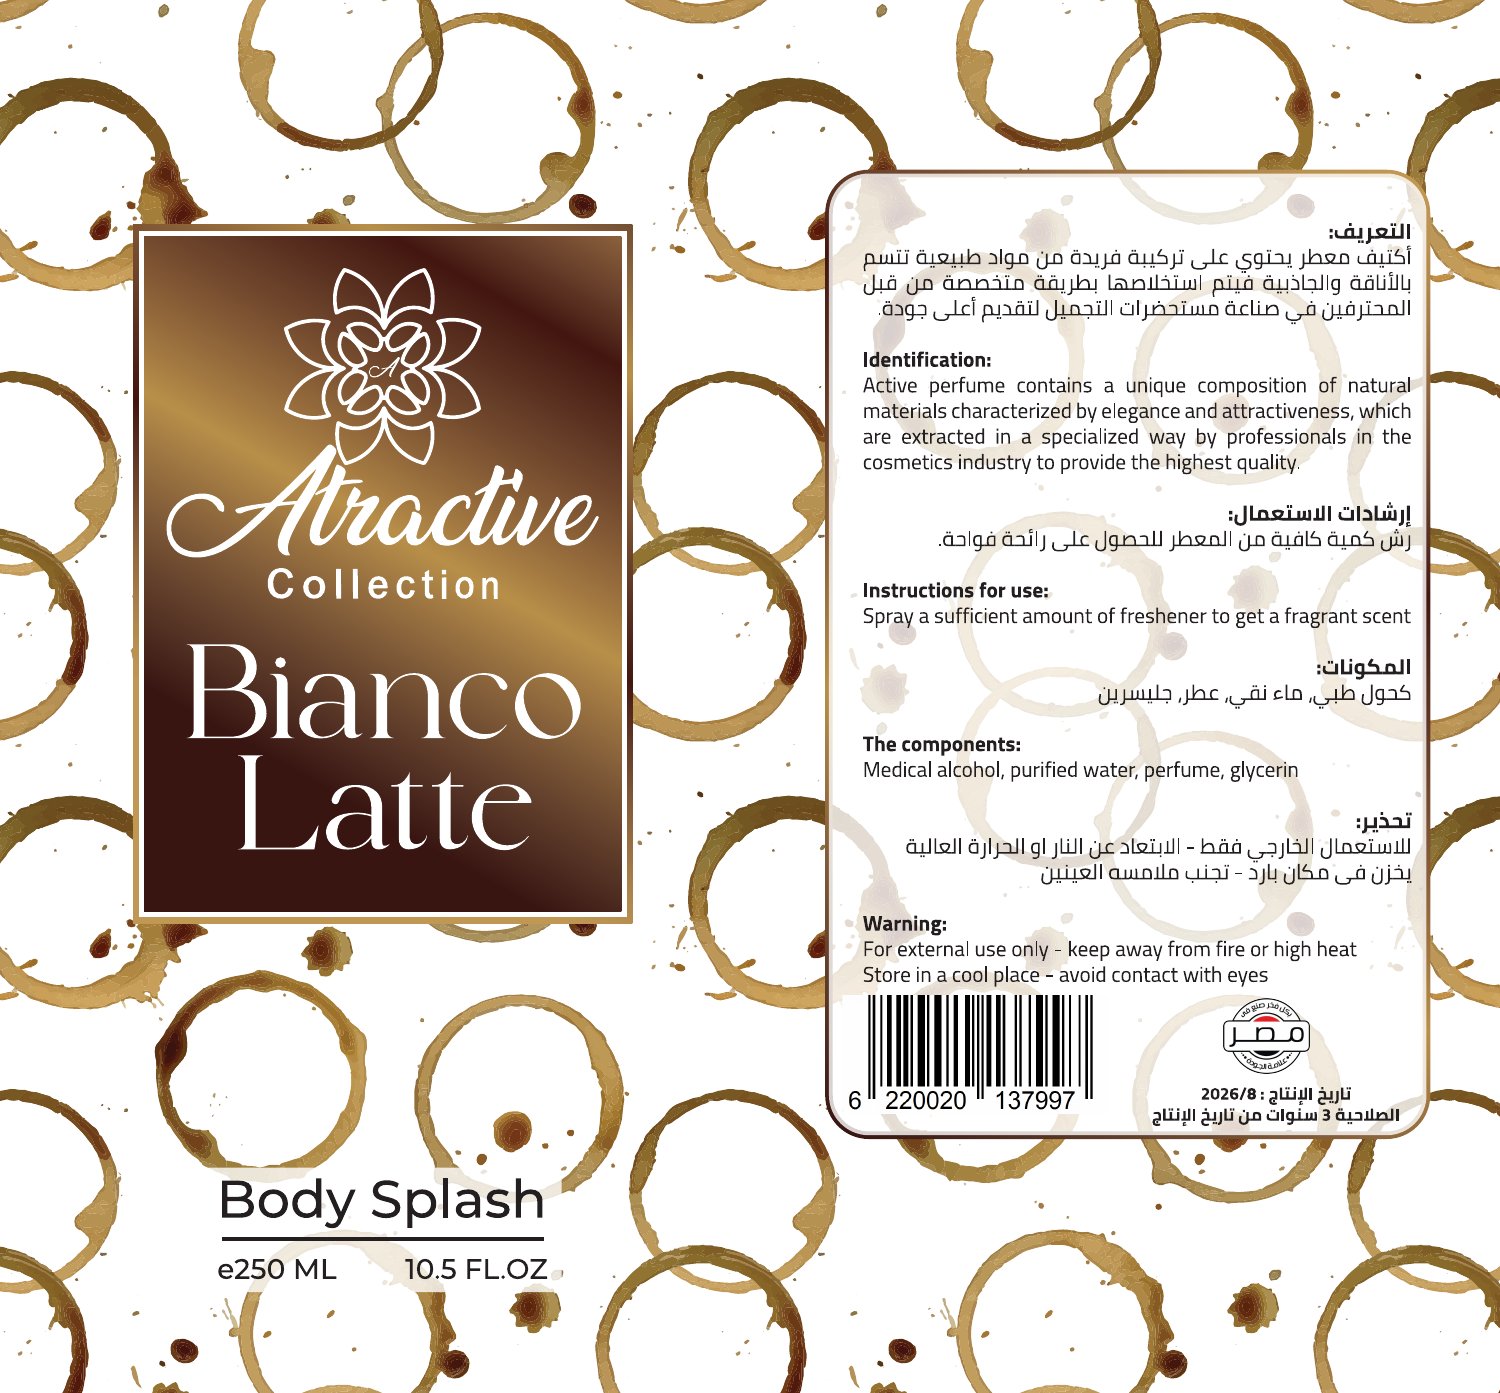 A
Atractive
Collection
Bianco
Latte
Body Splash
e250 ML 10.5 FL.OZ
التعريف:
أكتيف معطر يحتوي على تركيبة فريدة من مواد طبيعية تتسم
بالأناقة والجاذبية فيتم استخلاصها بطريقة متخصصة من قبل
المحترفين في صناعة مستحضرات التجميل لتقديم أعلى جودة.
Identification:
Active perfume contains a unique composition of natural
materials characterized by elegance and attractiveness, which
are extracted in a specialized way by professionals in the
cosmetics industry to provide the highest quality.
إرشادات الاستعمال:
رش كمية كافية من المعطر للحصول على رائحة فواحة.
Instructions for use:
Spray a sufficient amount of freshener to get a fragrant scent
المكونات:
كحول طبي, ماء نقي, عطر, جليسرين
The components:
Medical alcohol, purified water, perfume, glycerin
تحذير:
للاستعمال الخارجي فقط - الابتعاد عن النار او الحرارة العالية
يخزن فى مكان بارد - تجنب ملامسه العينين
Warning:
For external use only - keep away from fire or high heat
Store in a cool place - avoid contact with eyes
6 220020 137997
بكل فخر صنع في
مصر
علامة الجودة
تاريخ الإنتاج : 2026/8
الصلاحية 3 سنوات من تاريخ الإنتاج